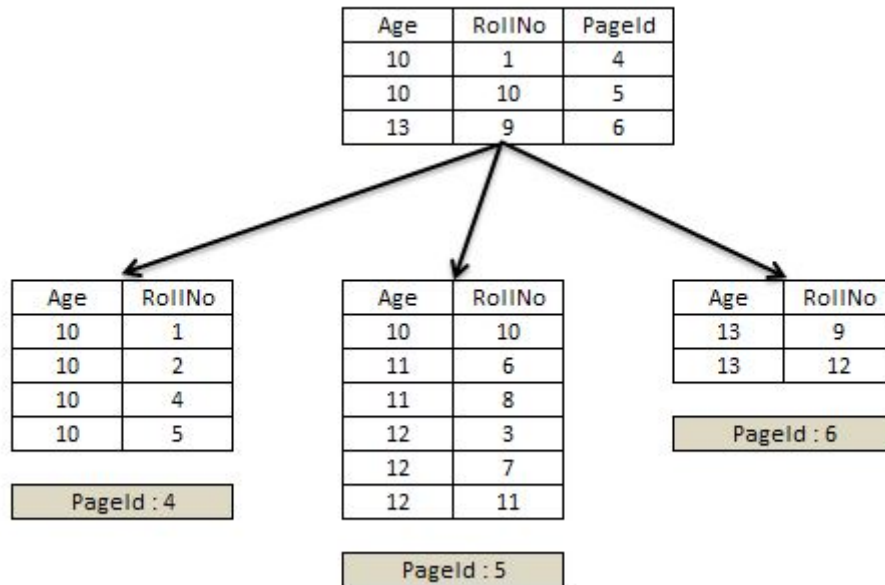 Age RollNo PageId
10 1 4
10 10 5
13 9 6
Age RollNo
10 1
10 2
10 4
10 5
PageId : 4
Age RollNo
10 10
11 6
11 8
12 3
12 7
12 11
PageId : 5
Age RollNo
13 9
13 12
PageId : 6